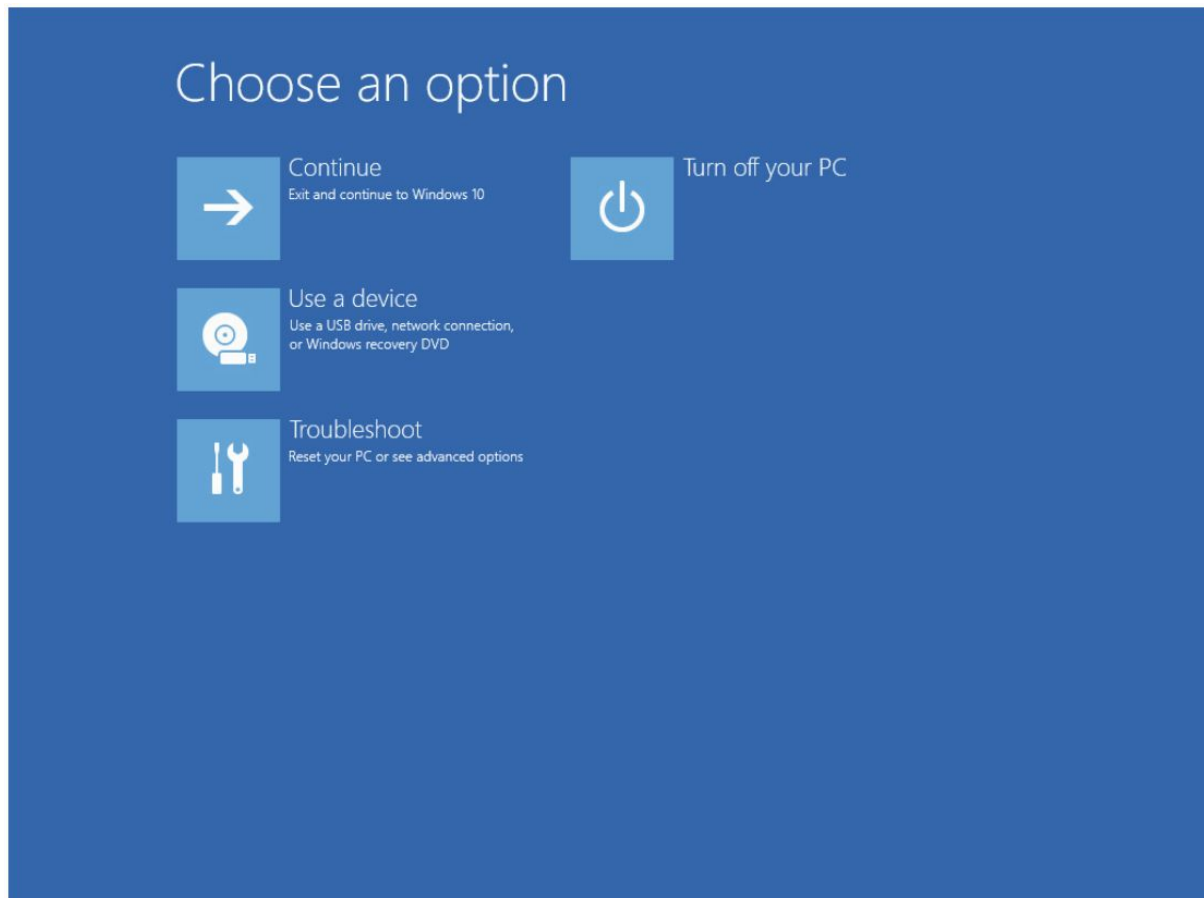 Choose an option
Continue
Exit and continue to Windows 10
Turn off your PC
Use a device
Use a USB drive, network connection,
or Windows recovery DVD
Troubleshoot
Reset your PC or see advanced options